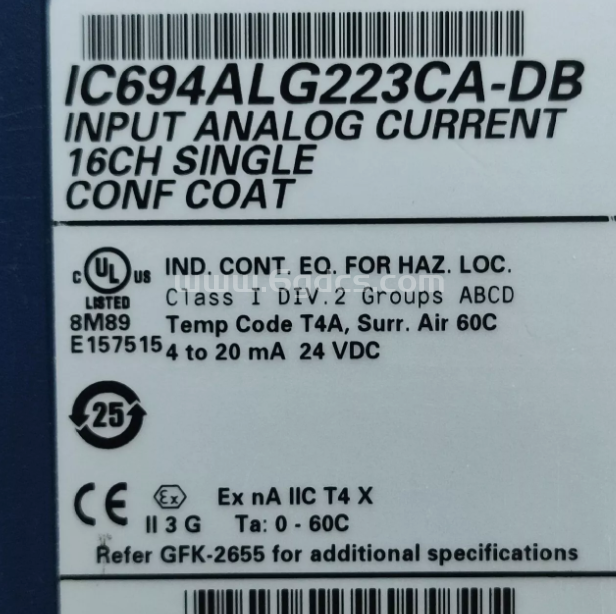 IC694ALG223CA-DB
INPUT ANALOG CURRENT
16CH SINGLE
CONF COAT
C UL US IND. CONT. EQ. FOR HAZ. LOC.
LISTED Class I DIV.2 Groups ABCD
8M89 Temp Code T4A, Surr. Air 60C
E157515 4 to 20 mA 24 VDC
25
CE Ex Ex nA IIC T4 X
II 3 G Ta: 0 - 60C
Refer GFK-2655 for additional specifications